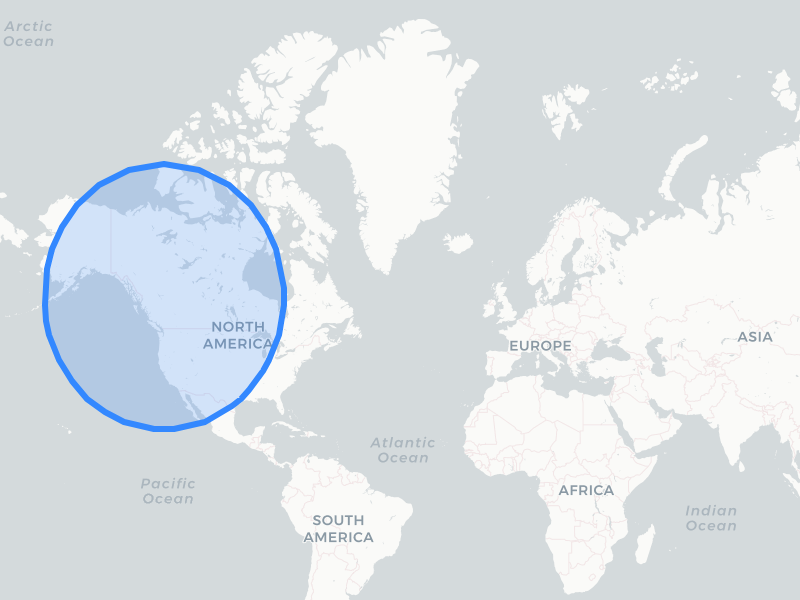 Arctic
Ocean
NORTH
AMERICA
EUROPE
ASIA
Atlantic
Ocean
Pacific
Ocean
AFRICA
Indian
Ocean
SOUTH
AMERICA